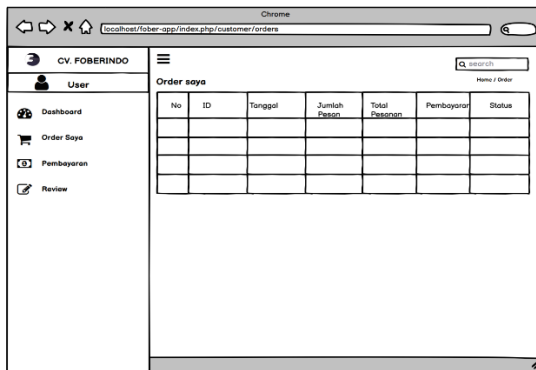 Chrome
localhost/fober-app/index.php/customer/orders
CV. FOBERINDO
User
Dashboard
Order Saya
Pembayaran
Review
search
Order saya
Home / Order
No ID Tanggal Jumlah Pesan Total Pesanan Pembayaran Status